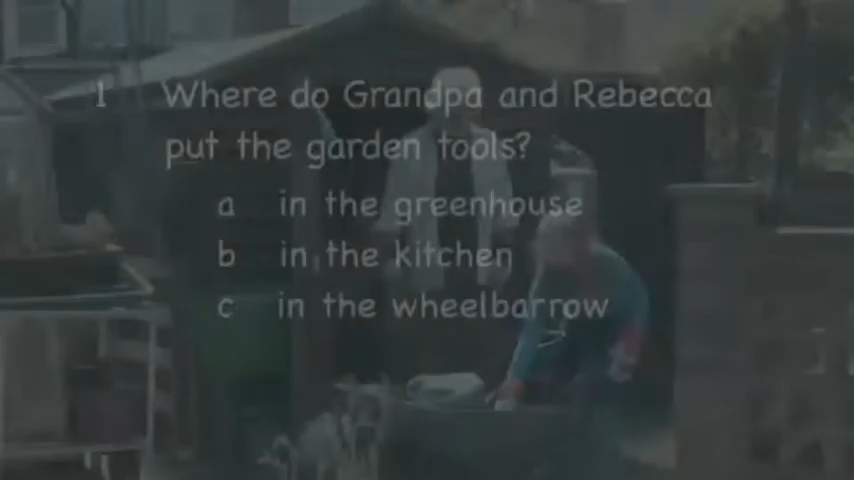 1 Where do Grandpa and Rebecca
put the garden tools?
a in the greenhouse
b in the kitchen
c in the wheelbarrow